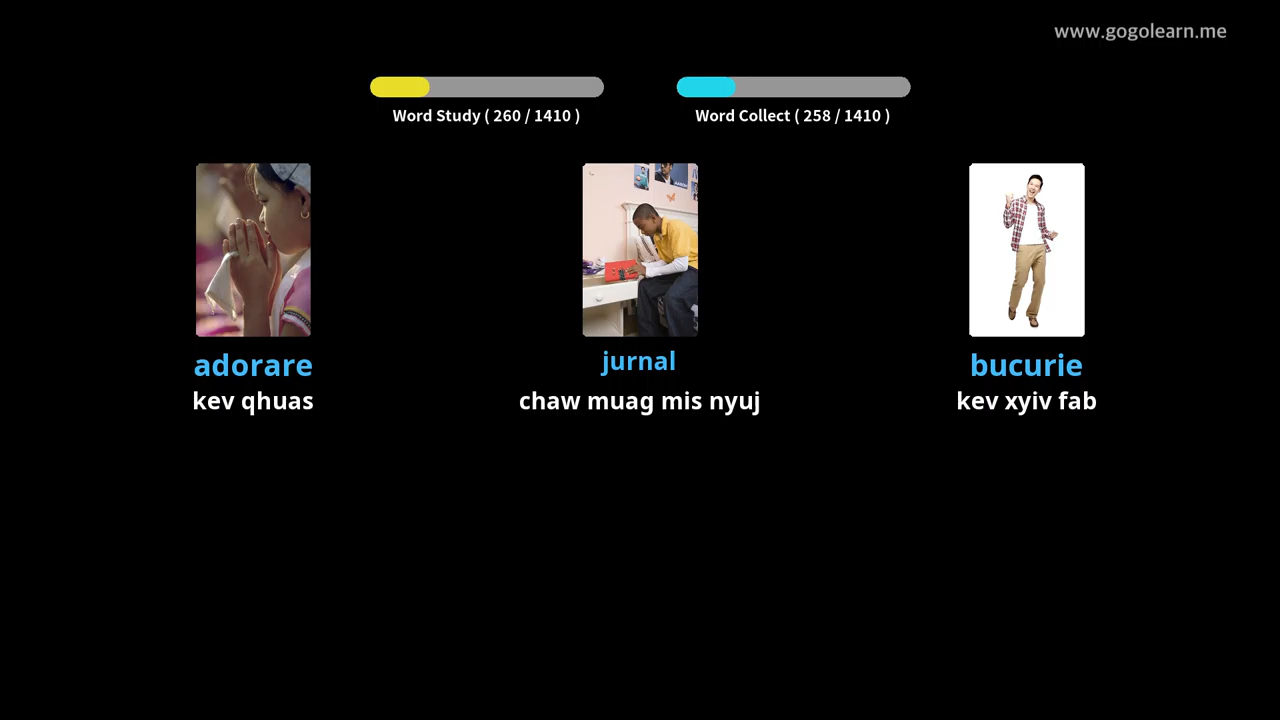 www.gogolearn.me
Word Study ( 260 / 1410 )
Word Collect ( 258 / 1410 )
adorare
jurnal
bucurie
kev qhuas
chaw muag mis nyuj
kev xyiv fab